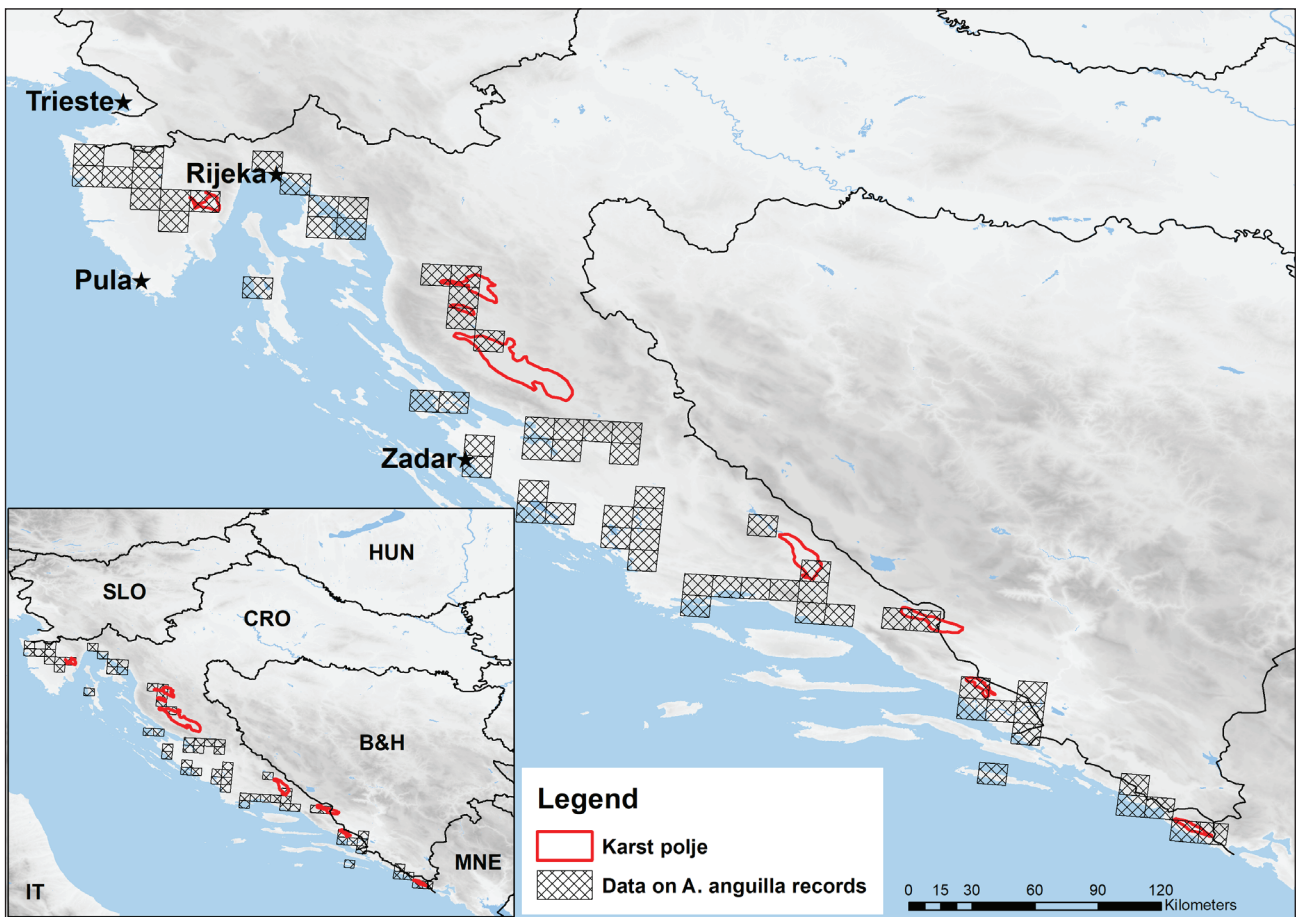 Trieste
Rijeka
Pula
Zadar
HUN
SLO
CRO
B&H
MNE
IT
Legend
Karst polje
Data on A. anguilla records
0 15 30 60 90 120
Kilometers